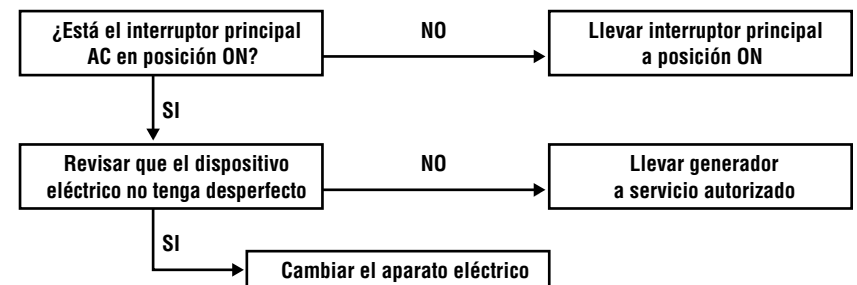 ¿Está el interruptor principal
AC en posición ON?
NO
Llevar interruptor principal
a posición ON
SI
Revisar que el dispositivo
eléctrico no tenga desperfecto
NO
Llevar generador
a servicio autorizado
SI
Cambiar el aparato eléctrico